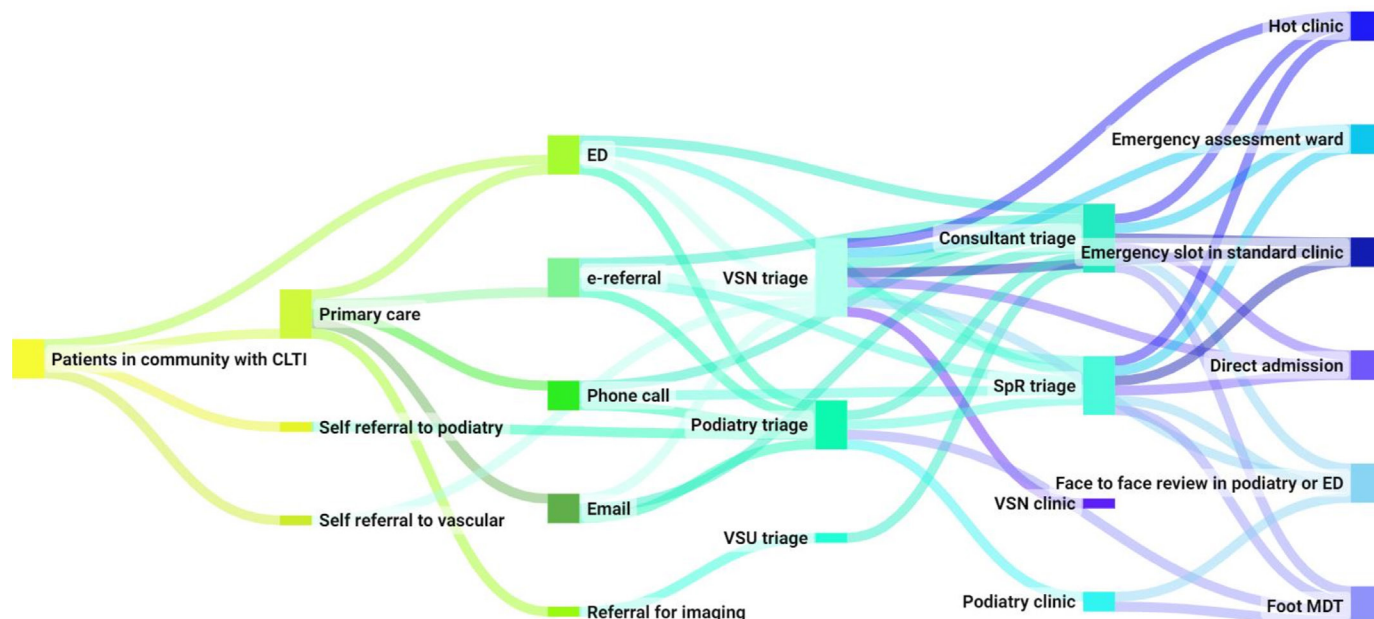 Hot clinic
Emergency assessment ward
ED
Consultant triage
Emergency slot in standard clinic
VSN triage
e-referral
Primary care
Patients in community with CLTI
Direct admission
SpR triage
Phone call
Podiatry triage
Self referral to podiatry
Face to face review in podiatry or ED
VSN clinic
Email
Self referral to vascular
VSU triage
Podiatry clinic
Foot MDT
Referral for imaging